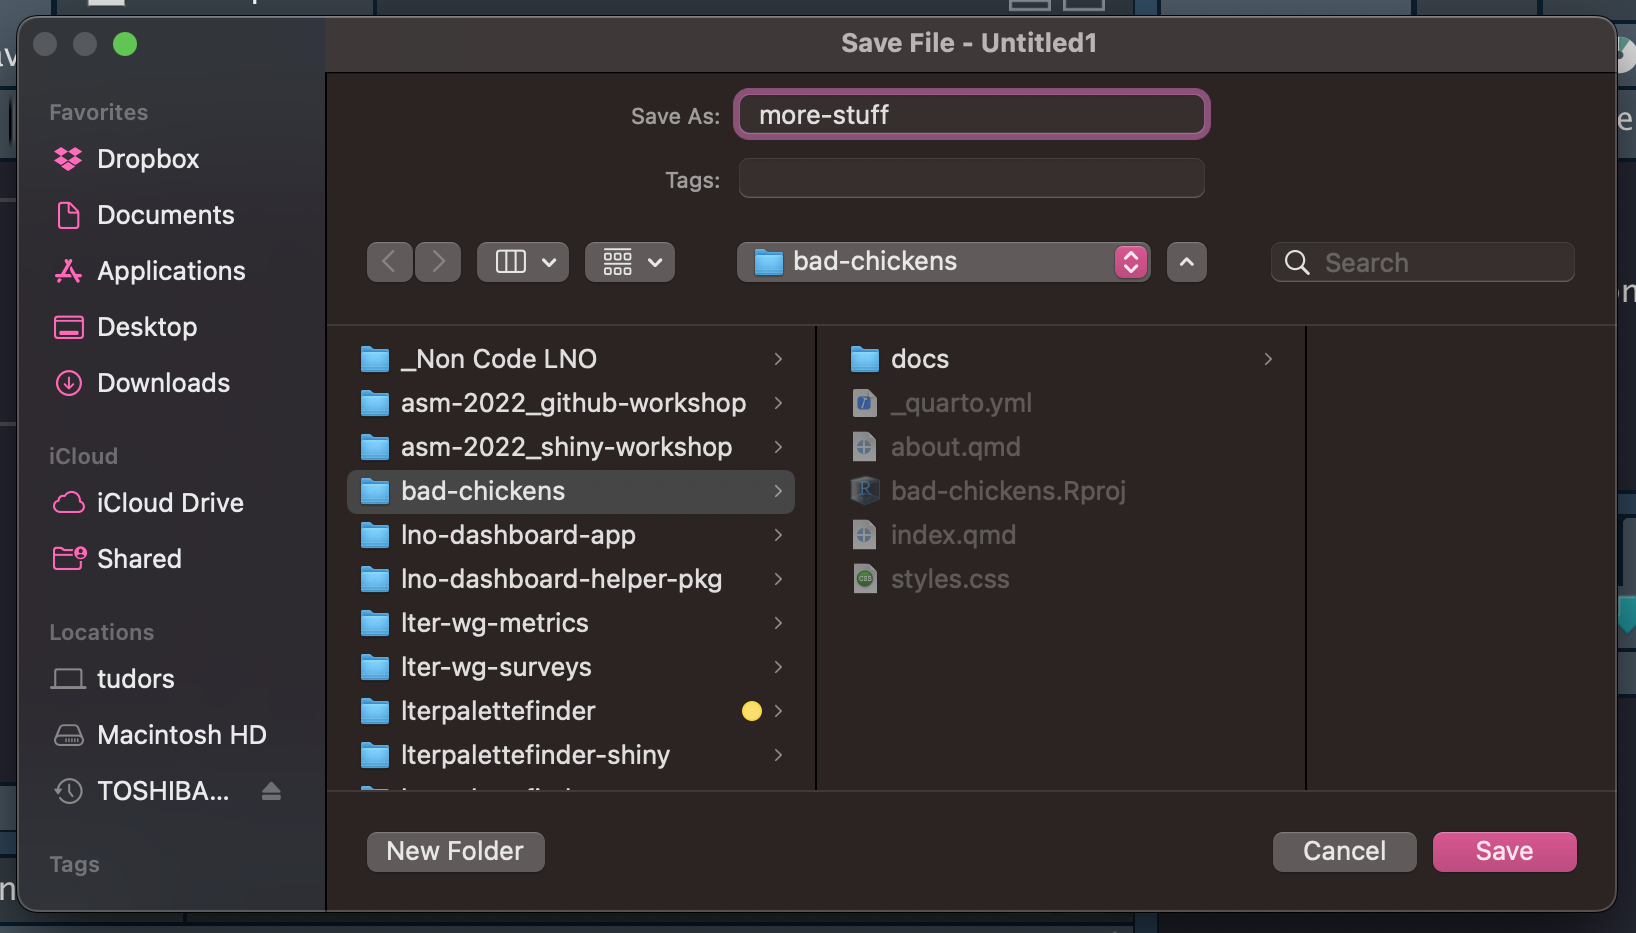 Save File - Untitled1
Favorites
Dropbox
Documents
Applications
Desktop
Downloads
iCloud
iCloud Drive
Shared
Locations
tudors
Macintosh HD
TOSHIBA...
Tags
Save As: more-stuff
Tags:
bad-chickens
Search
_Non Code LNO
asm-2022_github-workshop
asm-2022_shiny-workshop
bad-chickens
lno-dashboard-app
lno-dashboard-helper-pkg
lter-wg-metrics
lter-wg-surveys
lterpalettefinder
lterpalettefinder-shiny
docs
_quarto.yml
about.qmd
bad-chickens.Rproj
index.qmd
styles.css
New Folder
Cancel
Save